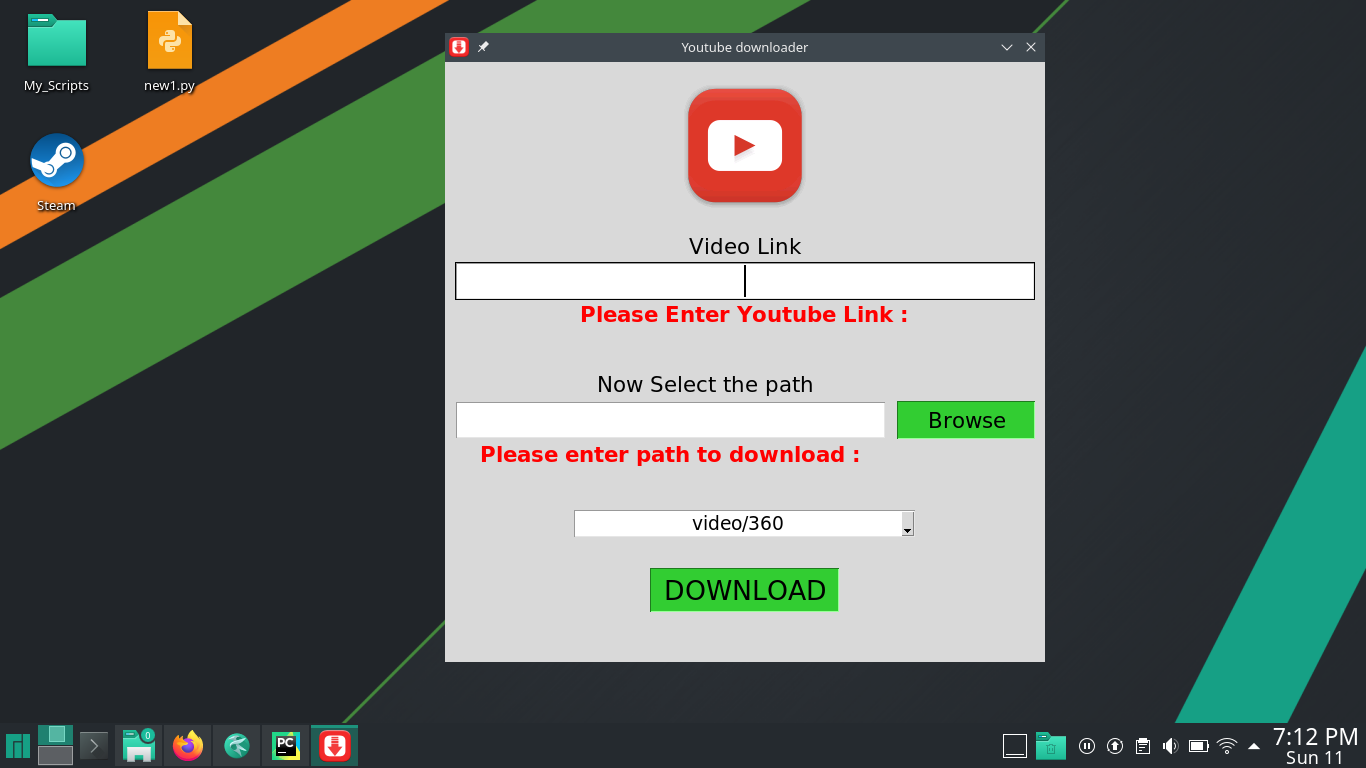 My_Scripts
new1.py
Steam
Youtube downloader
Video Link
Please Enter Youtube Link :
Now Select the path
Browse
Please enter path to download :
video/360
DOWNLOAD
0
PC
7:12 PM
Sun 11